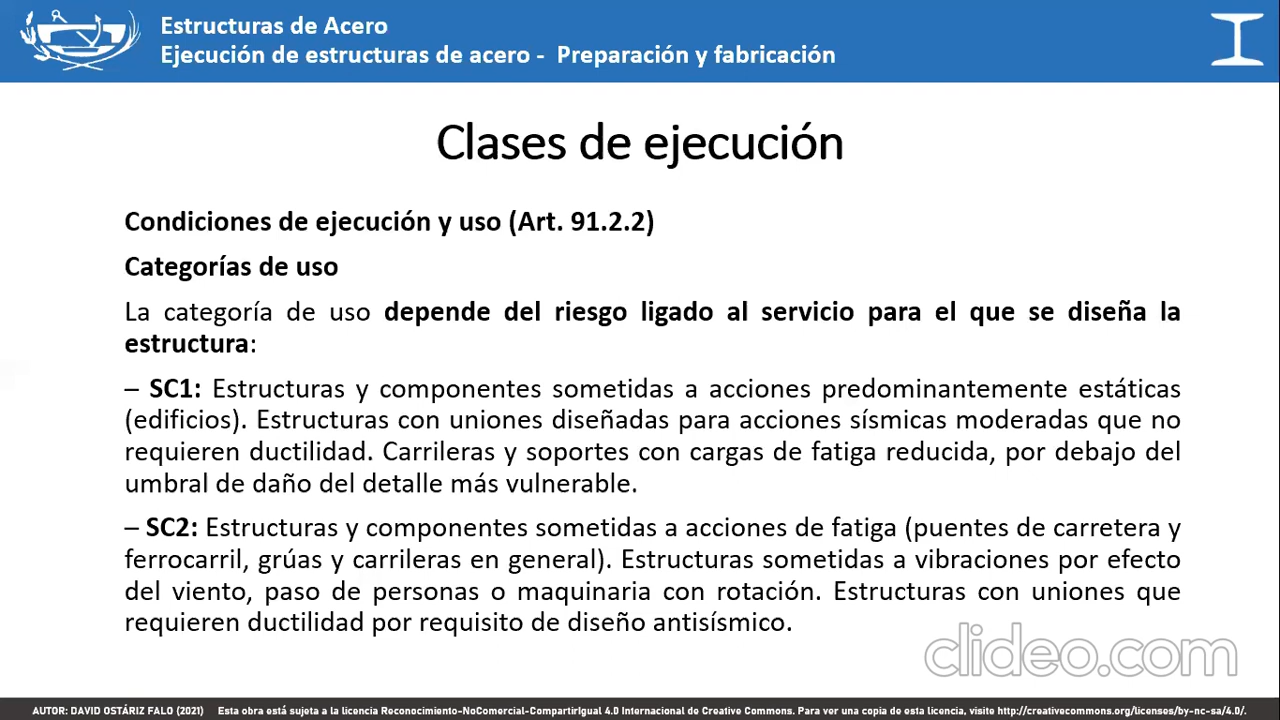 Estructuras de Acero
Ejecución de estructuras de acero - Preparación y fabricación
Clases de ejecución
Condiciones de ejecución y uso (Art. 91.2.2)
Categorías de uso
La categoría de uso depende del riesgo ligado al servicio para el que se diseña la
estructura:
– SC1: Estructuras y componentes sometidas a acciones predominantemente estáticas
(edificios). Estructuras con uniones diseñadas para acciones sísmicas moderadas que no
requieren ductilidad. Carrileras y soportes con cargas de fatiga reducida, por debajo del
umbral de daño del detalle más vulnerable.
– SC2: Estructuras y componentes sometidas a acciones de fatiga (puentes de carretera y
ferrocarril, grúas y carrileras en general). Estructuras sometidas a vibraciones por efecto
del viento, paso de personas o maquinaria con rotación. Estructuras con uniones que
requieren ductilidad por requisito de diseño antisísmico.
clideo.com
AUTOR: DAVID OSTÁRIZ FALO (2021) Esta obra está sujeta a la licencia Reconocimiento-NoComercial-CompartirIgual 4.0 Internacional de Creative Commons. Para ver una copia de esta licencia, visite http://creativecommons.org/licenses/by-nc-sa/4.0/.